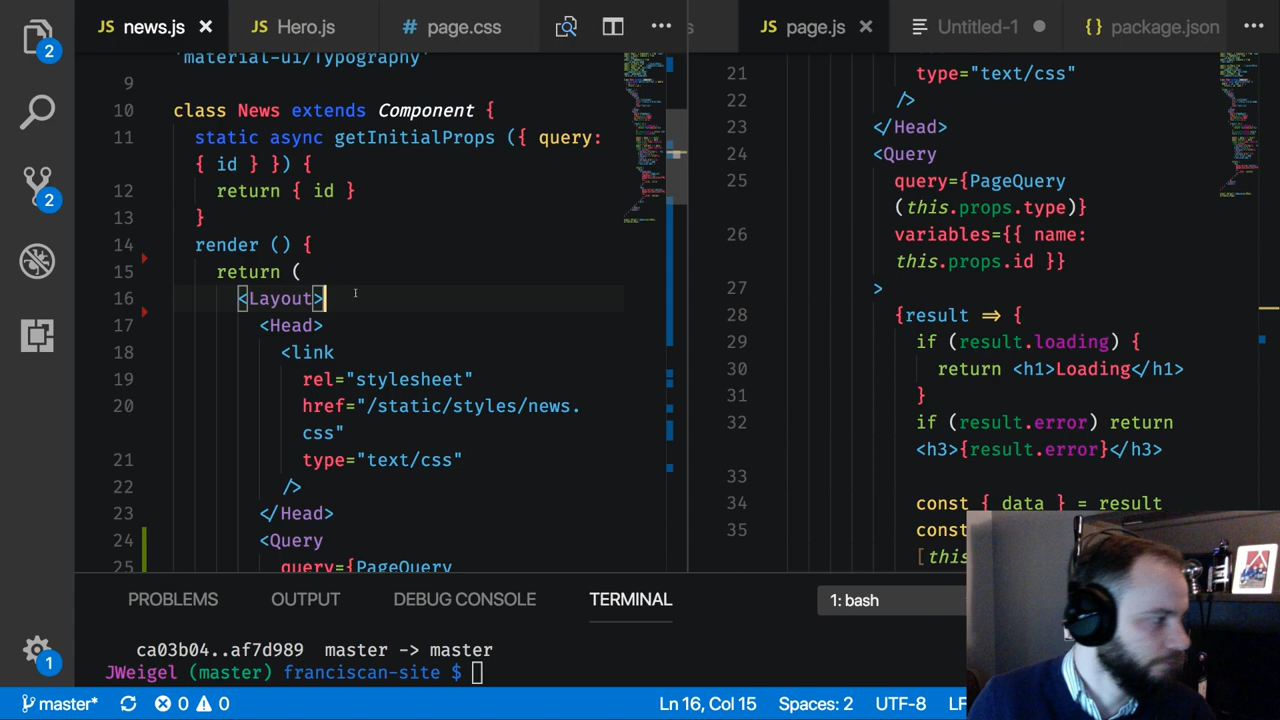 JS news.js ×
JS Hero.js
# page.css
JS page.js ×
Untitled-1
{} package.json
2
2
1
'material-ui/Typography'
9
10 class News extends Component {
11 static async getInitialProps ({ query:
{ id } }) {
12 return { id }
13 }
14 render () {
15 return (
16 <Layout>
17 <Head>
18 <link
19 rel="stylesheet"
20 href="/static/styles/news.
css"
21 type="text/css"
22 />
23 </Head>
24 <Query
25 query={PageQuery
21 type="text/css"
22 />
23 </Head>
24 <Query
25 query={PageQuery
(this.props.type)}
26 variables={{ name:
this.props.id }}
27 >
28 {result => {
29 if (result.loading) {
30 return <h1>Loading</h1>
31 }
32 if (result.error) return
<h3>{result.error}</h3>
33
34 const { data } = result
35 const
[this
PROBLEMS OUTPUT DEBUG CONSOLE TERMINAL 1: bash
ca03b04..af7d989 master -> master
JWeigel (master) franciscan-site $
master* 0 0 Ln 16, Col 15 Spaces: 2 UTF-8 LF